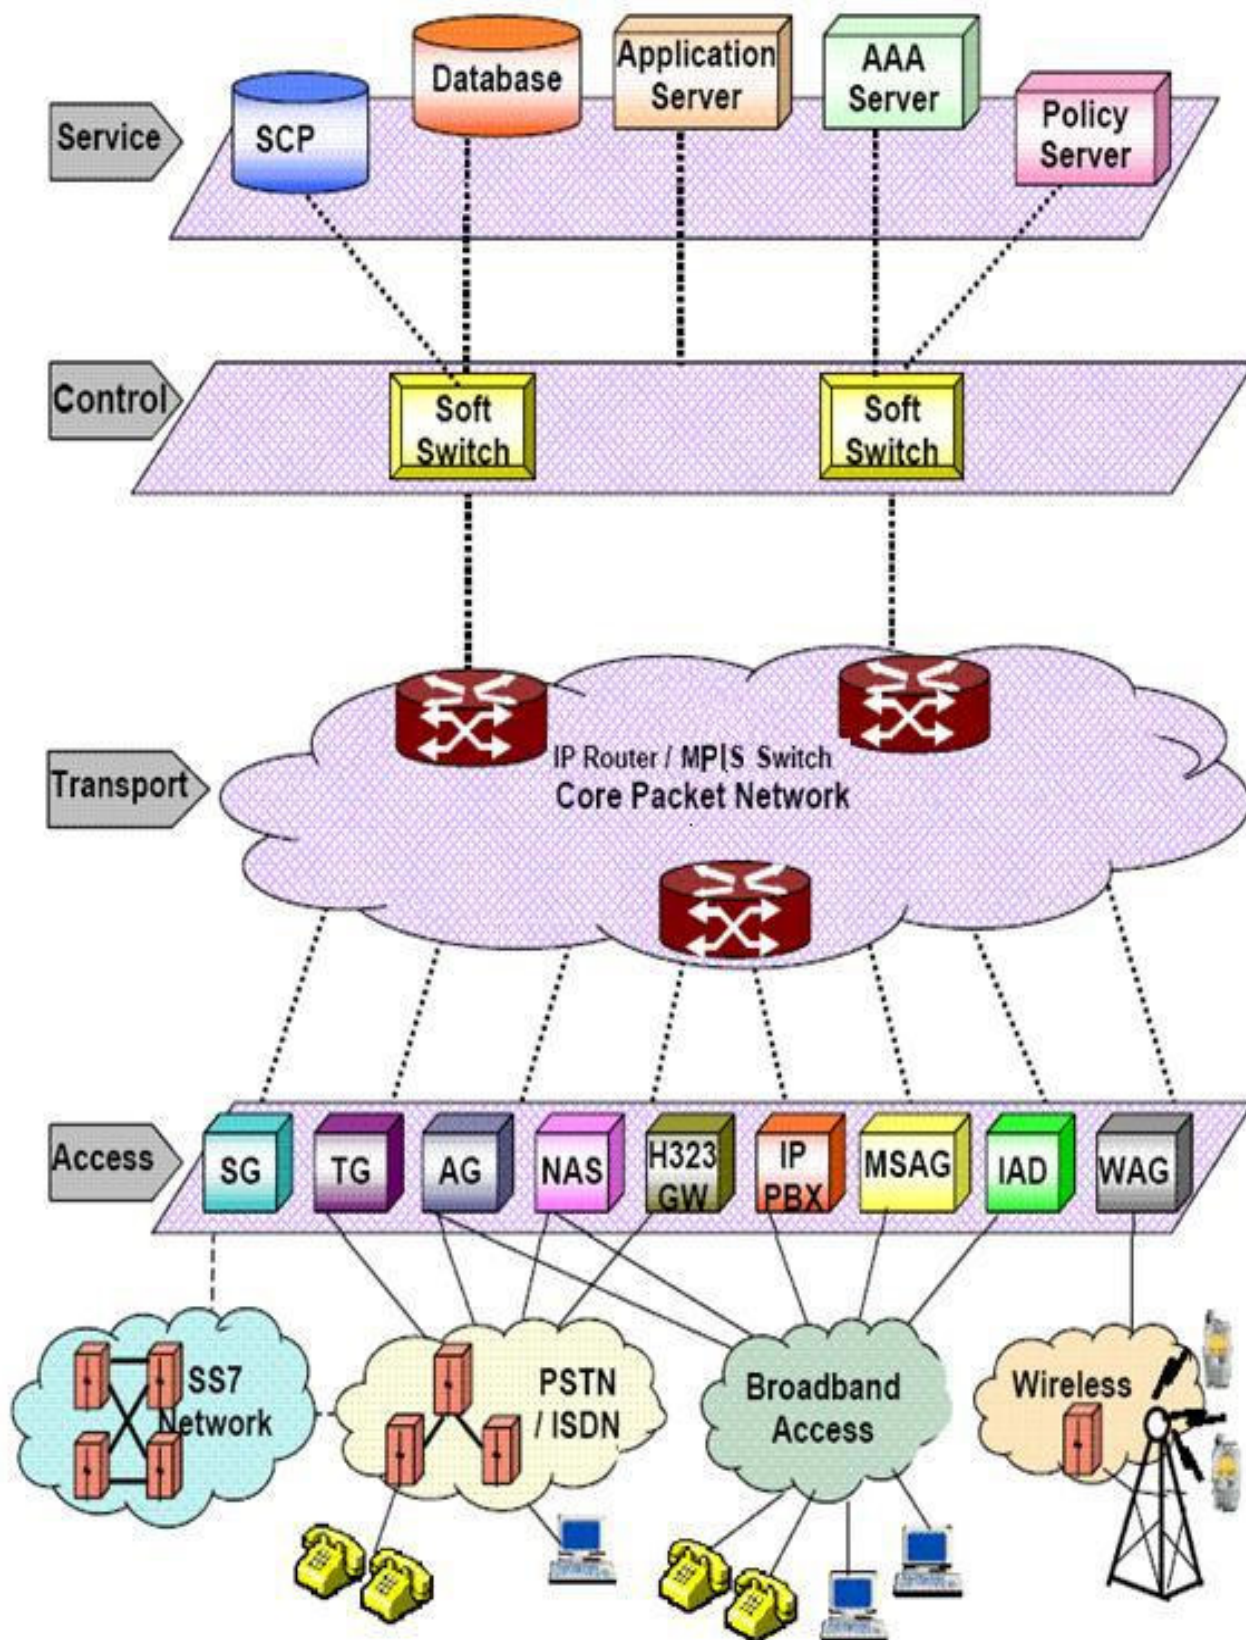 Service
SCP
Database
Application
Server
AAA
Server
Policy
Server
Control
Soft
Switch
Soft
Switch
Transport
IP Router / MPLS Switch
Core Packet Network
Access
SG
TG
AG
NAS
H323
GW
IP
PBX
MSAG
IAD
WAG
SS7
Network
PSTN
/ ISDN
Broadband
Access
Wireless